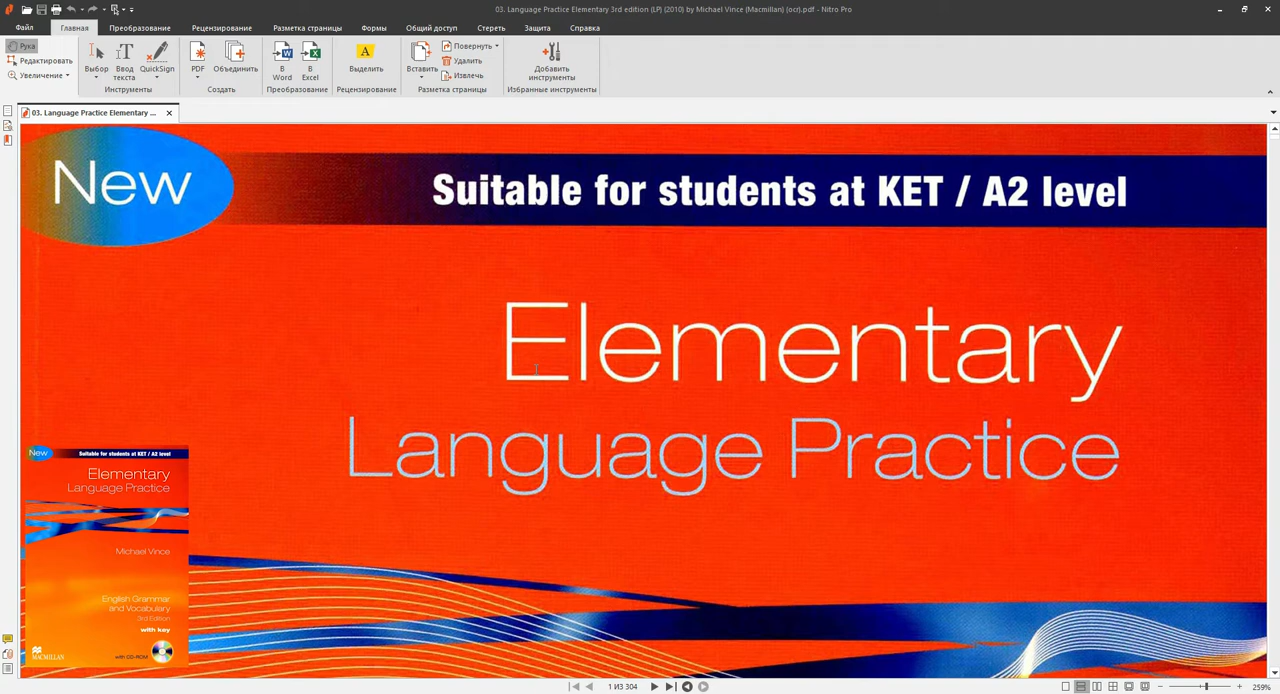 03. Language Practice Elementary 3rd edition (LP) (2010) by Michael Vince (Macmillan) (ocr).pdf - Nitro Pro
Файл Главная Преобразование Рецензирование Разметка страницы Формы Общий доступ Стереть Защита Справка
Рука
Редактировать
Увеличение
Выбор
Ввод текста
QuickSign
Инструменты
PDF
Объединить
Создать
В Word
В Excel
Преобразование
Выделить
Рецензирование
Вставить
Повернуть
Удалить
Извлечь
Разметка страницы
Добавить инструменты
Избранные инструменты
03. Language Practice Elementary ...
New
Suitable for students at KET / A2 level
Elementary
Language Practice
New
Suitable for students at KET / A2 level
Elementary
Language Practice
Michael Vince
English Grammar
and Vocabulary
3rd Edition
with key
MACMILLAN
with CD-ROM
1 ИЗ 304
259%